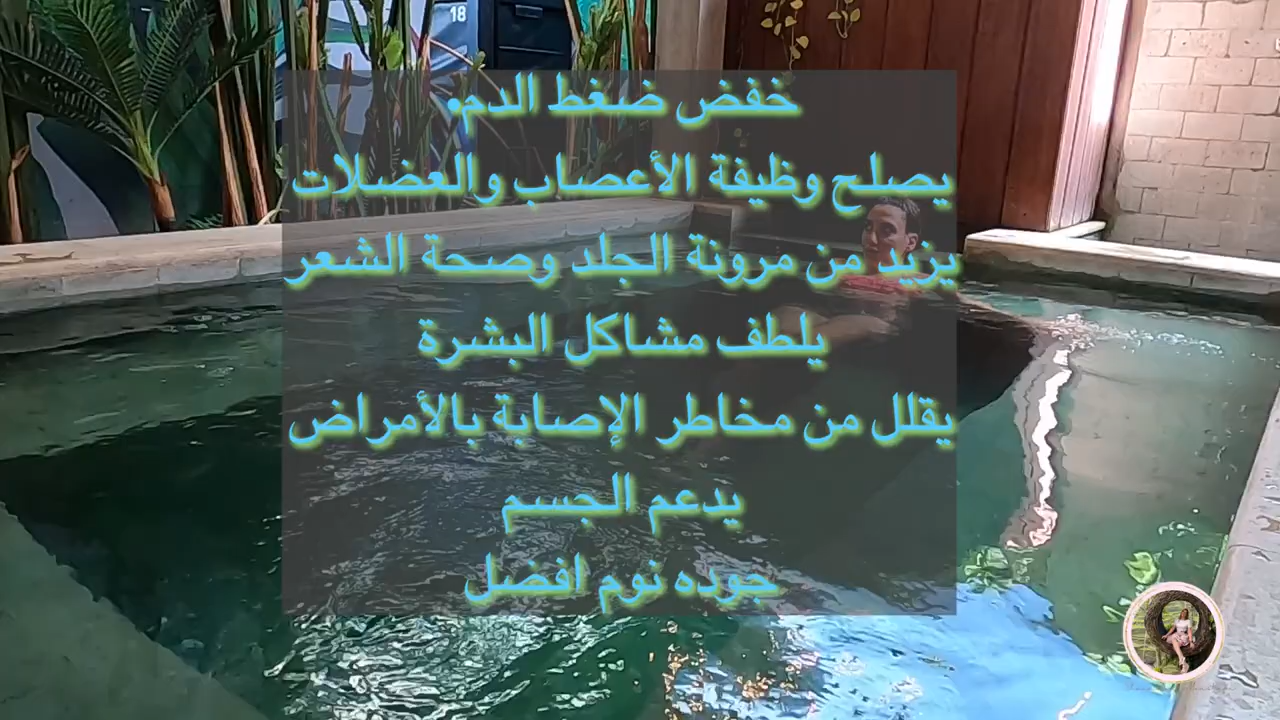 18
خفض ضغط الدم.
يصلح وظيفة الأعصاب والعضلات
يزيد من مرونة الجلد وصحة الشعر
يلطف مشاكل البشرة
يقلل من مخاطر الإصابة بالأمراض
يدعم الجسم
جوده نوم افضل